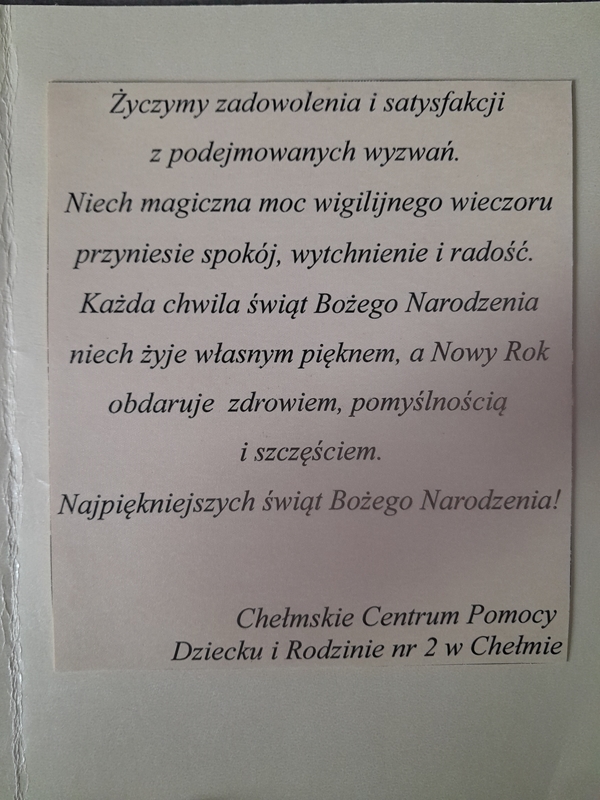 Życzymy zadowolenia i satysfakcji
z podejmowanych wyzwań.
Niech magiczna moc wigilijnego wieczoru
przyniesie spokój, wytchnienie i radość.
Każda chwila świąt Bożego Narodzenia
niech żyje własnym pięknem, a Nowy Rok
obdaruje zdrowiem, pomyślnością
i szczęściem.
Najpiękniejszych świąt Bożego Narodzenia!
Chełmskie Centrum Pomocy
Dziecku i Rodzinie nr 2 w Chełmie